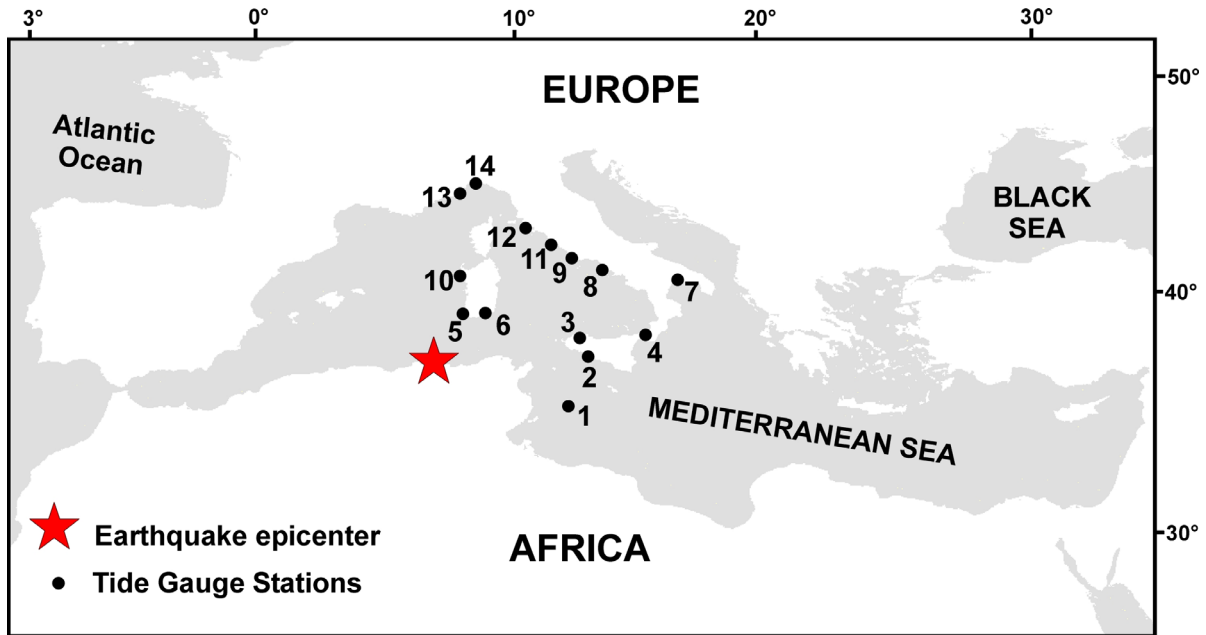 3° 0° 10° 20° 30°
EUROPE
50°
Atlantic
Ocean
14
13
BLACK
SEA
12
11
9
10
8
7
40°
5
6
3
4
2
1
MEDITERRANEAN SEA
30°
Earthquake epicenter
AFRICA
Tide Gauge Stations